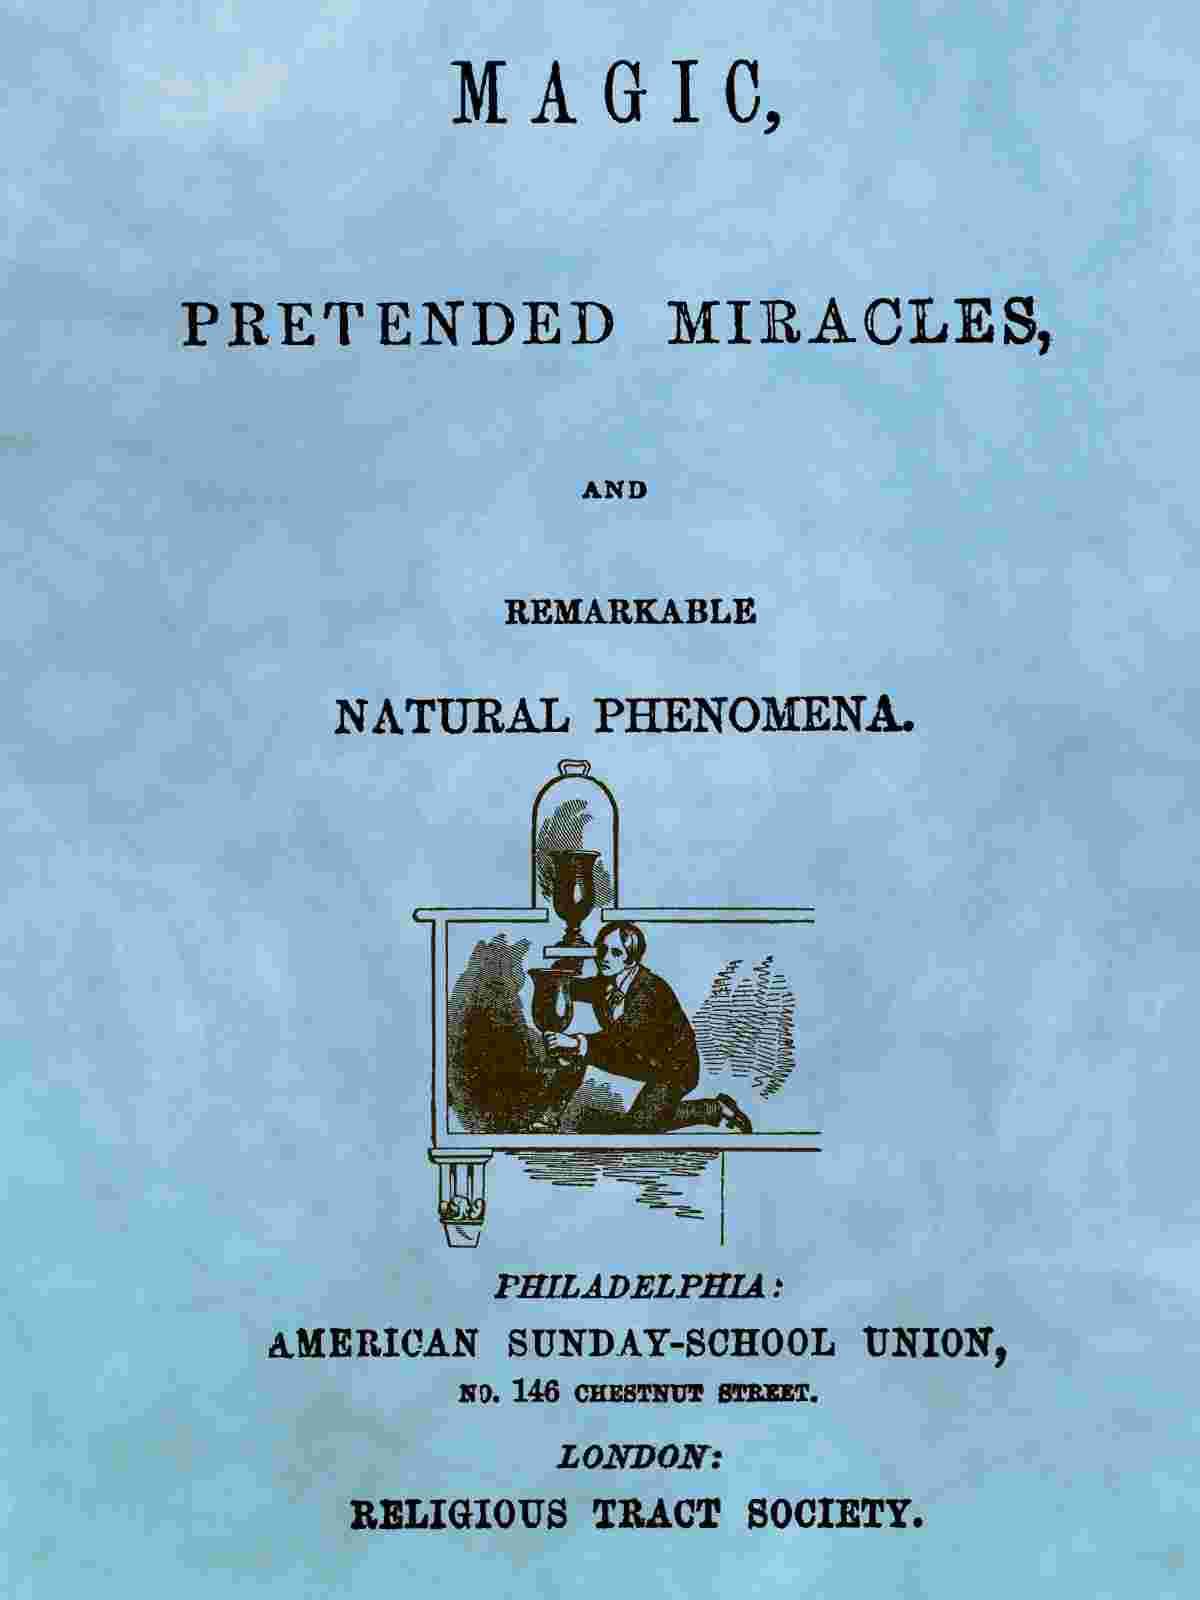 MAGIC,
PRETENDED MIRACLES,
AND
REMARKABLE
NATURAL PHENOMENA.
PHILADELPHIA:
AMERICAN SUNDAY-SCHOOL UNION,
NO. 146 CHESTNUT STREET.
LONDON:
RELIGIOUS TRACT SOCIETY.